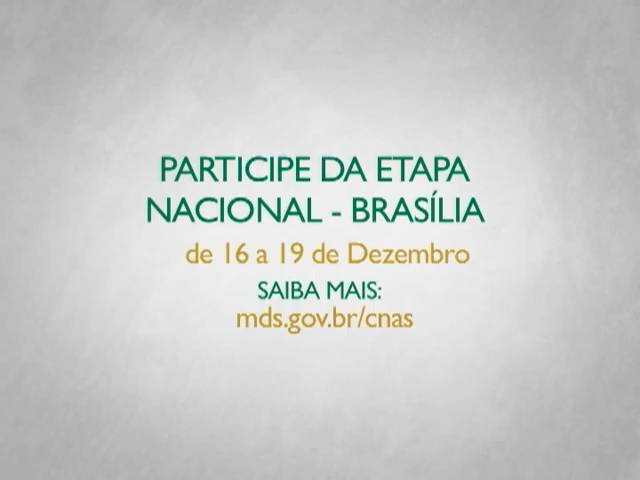 PARTICIPE DA ETAPA
NACIONAL - BRASÍLIA
de 16 a 19 de Dezembro
SAIBA MAIS:
mds.gov.br/cnas